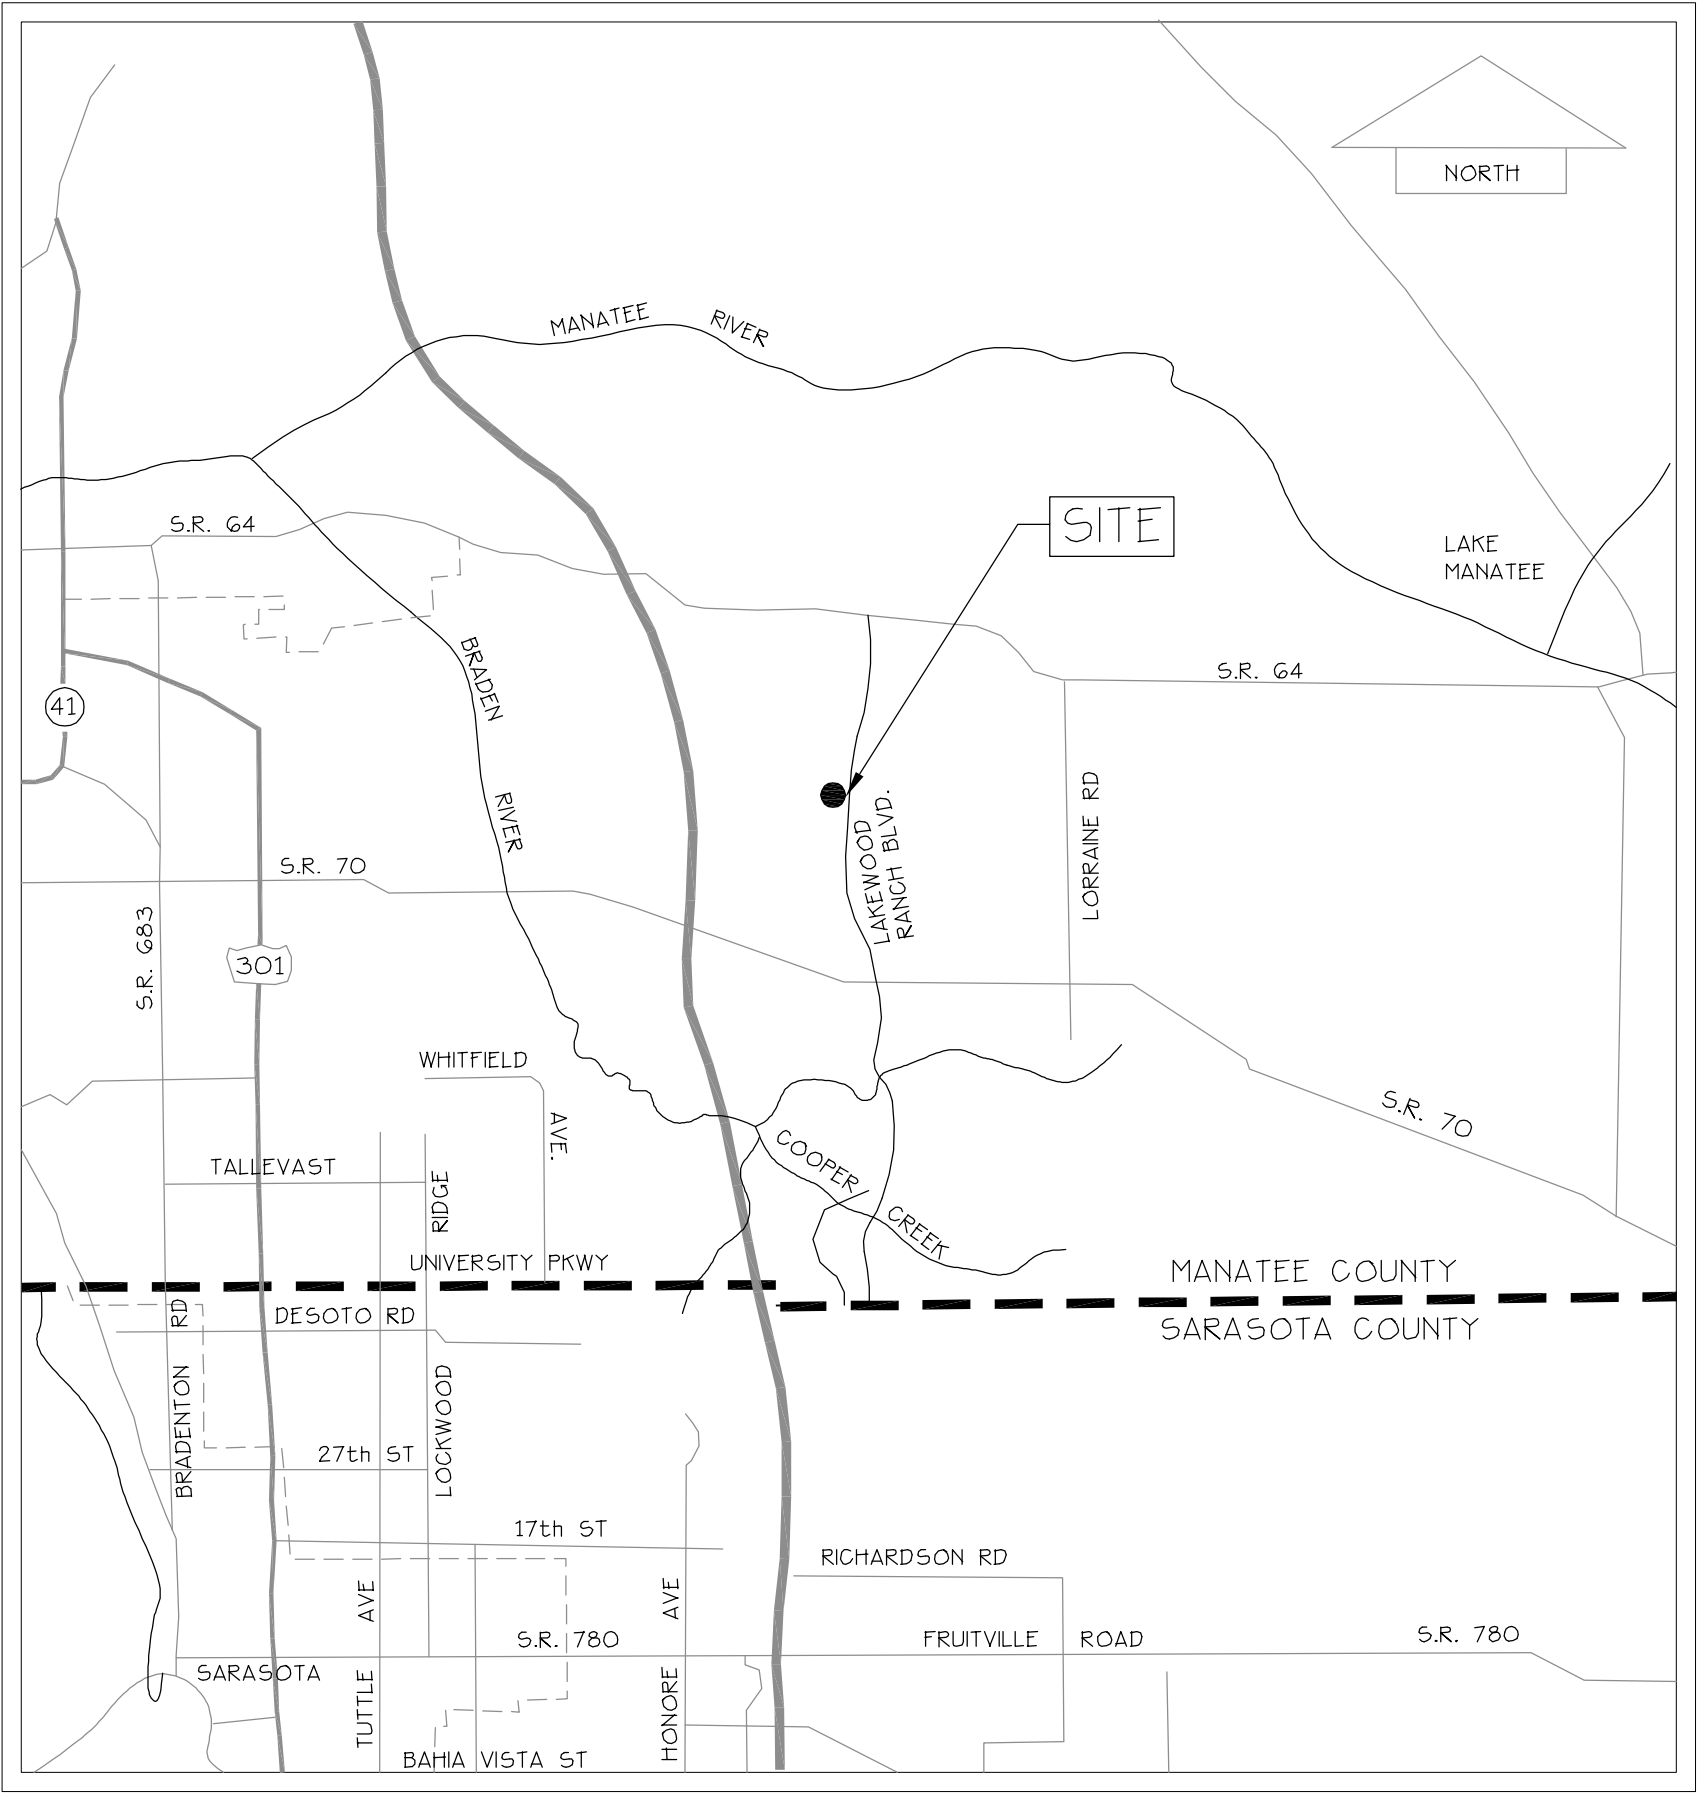 NORTH
MANATEE RIVER
S.R. 64
SITE
LAKE
MANATEE
BRADEN RIVER
S.R. 64
41
LAKEWOOD
RANCH BLVD.
LORRAINE RD
S.R. 70
S.R. 683
301
WHITFIELD AVE.
S.R. 70
COOPER CREEK
TALLEVAST
LOCKWOOD RIDGE
UNIVERSITY PKWY
MANATEE COUNTY
SARASOTA COUNTY
DESOTO RD
BRADENTON RD
27th ST
17th ST
RICHARDSON RD
TUTTLE AVE
HONORE AVE
S.R. 780
FRUITVILLE ROAD
S.R. 780
SARASOTA
BAHIA VISTA ST